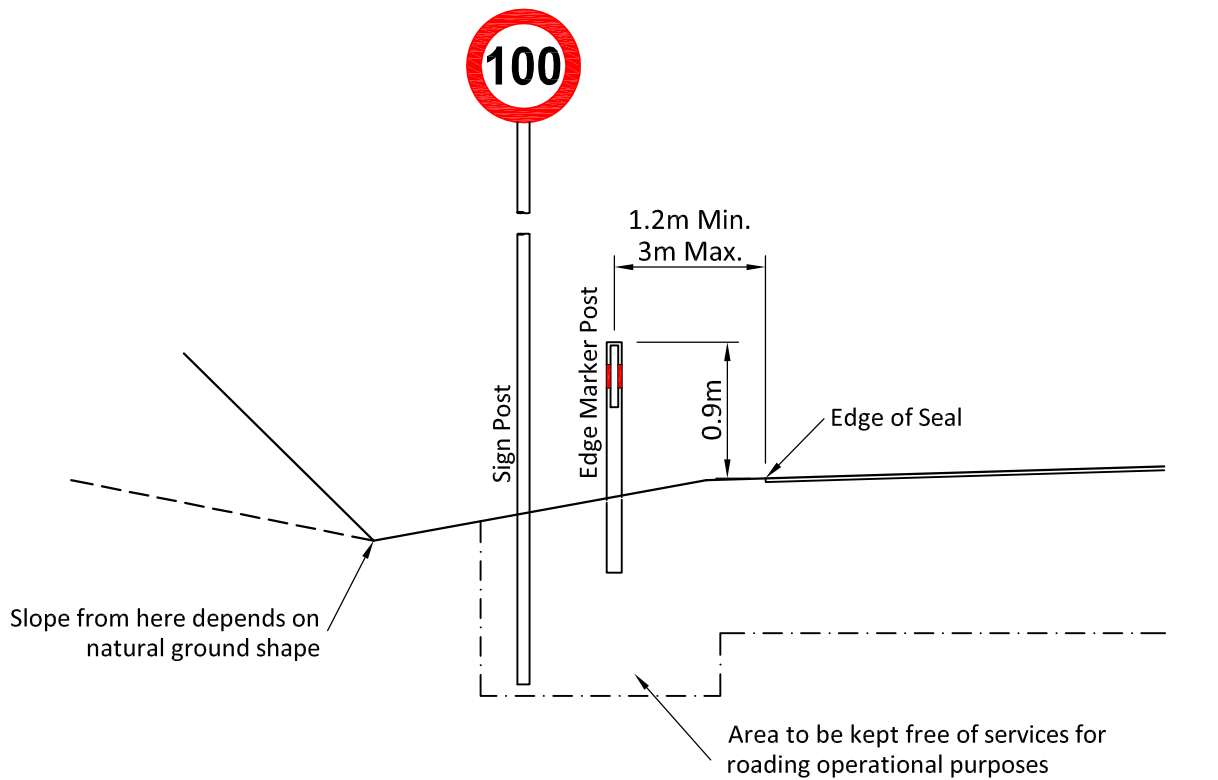 100
1.2m Min.
3m Max.
Edge Marker Post
Sign Post
0.9m
Edge of Seal
Slope from here depends on
natural ground shape
Area to be kept free of services for
roading operational purposes